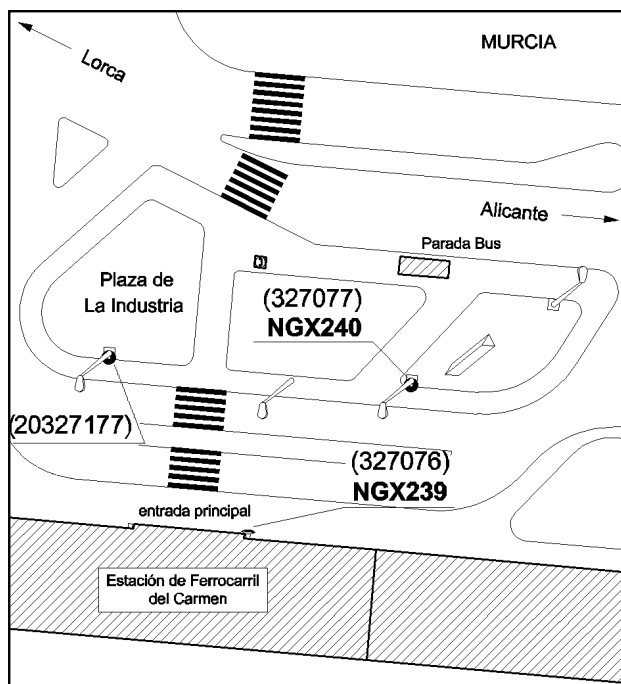 MURCIA
Lorca
Alicante
Parada Bus
Plaza de
La Industria
(327077)
NGX240
(20327177)
(327076)
NGX239
entrada principal
Estación de Ferrocarril
del Carmen